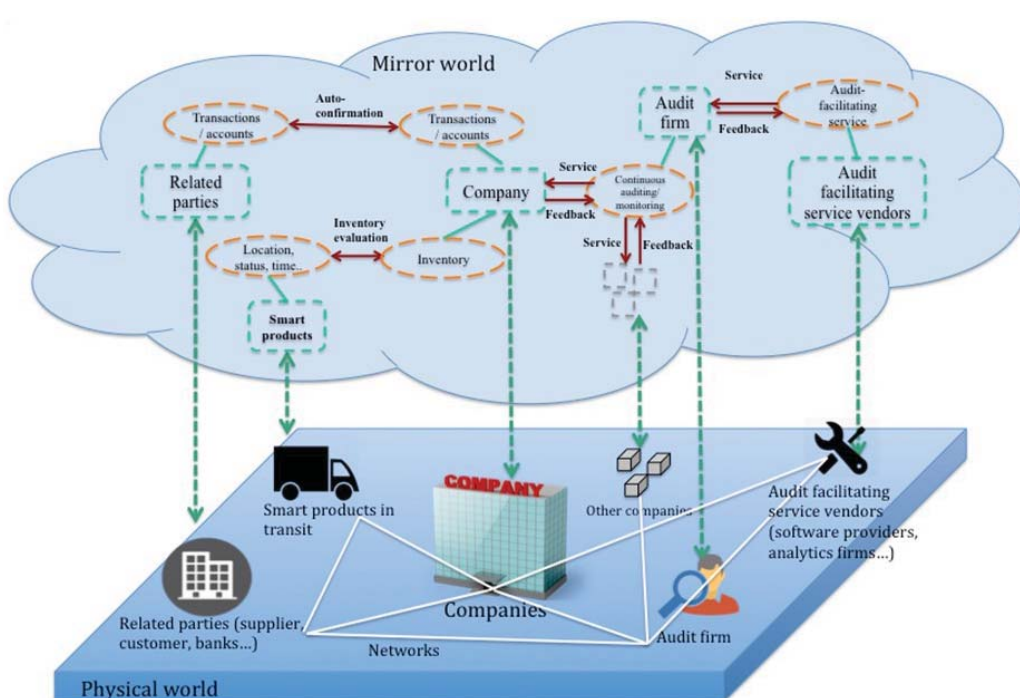 Mirror world
Service
Auto-
confirmation
Transactions
/ accounts
Transactions
/ accounts
Audit
firm
Audit-
facilitating
service
Feedback
Related
parties
Company
Service
Feedback
Continuous
auditing/
monitoring
Audit
facilitating
service vendors
Inventory
evaluation
Location,
status, time..
Inventory
Service
Feedback
Smart
products
COMPANY
Smart products in
transit
Other companies
Audit facilitating
service vendors
(software providers,
analytics firms...)
Companies
Related parties (supplier,
customer, banks...)
Networks
Audit firm
Physical world